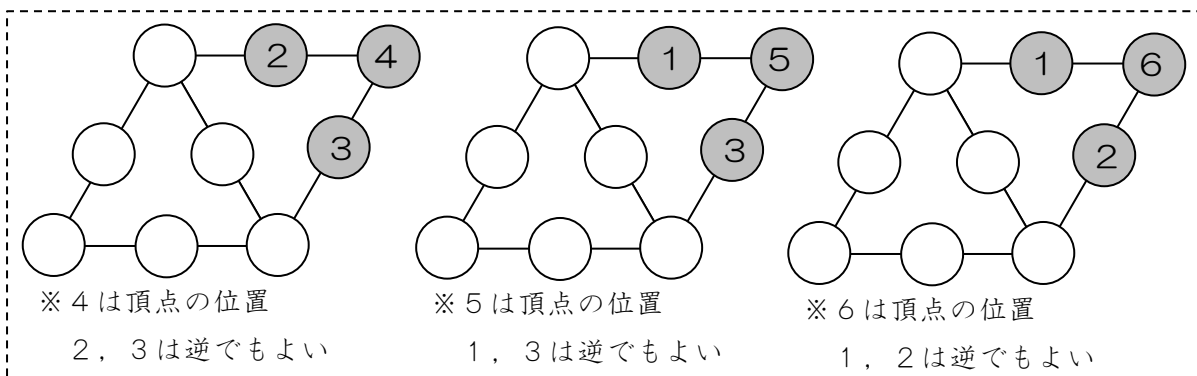 2 4
3
1 5
3
1 6
2
※4は頂点の位置
2,3は逆でもよい
※5は頂点の位置
1,3は逆でもよい
※6は頂点の位置
1,2は逆でもよい